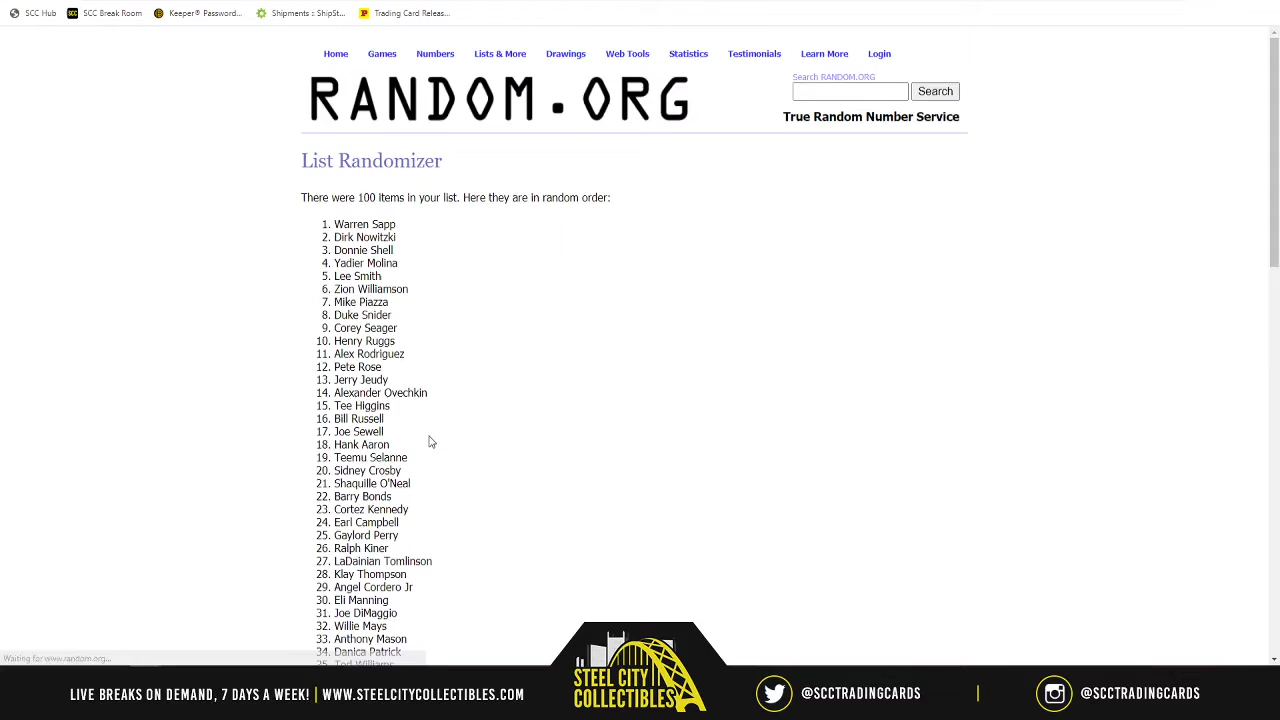 SCC Hub SCC Break Room Keeper® Password... Shipments :: ShipSt... Trading Card Releas...
Home Games Numbers Lists & More Drawings Web Tools Statistics Testimonials Learn More Login
RANDOM.ORG
Search RANDOM.ORG
Search
True Random Number Service
List Randomizer
There were 100 items in your list. Here they are in random order:
1. Warren Sapp
2. Dirk Nowitzki
3. Donnie Shell
4. Yadier Molina
5. Lee Smith
6. Zion Williamson
7. Mike Piazza
8. Duke Snider
9. Corey Seager
10. Henry Ruggs
11. Alex Rodriguez
12. Pete Rose
13. Jerry Jeudy
14. Alexander Ovechkin
15. Tee Higgins
16. Bill Russell
17. Joe Sewell
18. Hank Aaron
19. Teemu Selanne
20. Sidney Crosby
21. Shaquille O'Neal
22. Barry Bonds
23. Cortez Kennedy
24. Earl Campbell
25. Gaylord Perry
26. Ralph Kiner
27. LaDainian Tomlinson
28. Klay Thompson
29. Angel Cordero Jr
30. Eli Manning
31. Joe DiMaggio
32. Willie Mays
33. Anthony Mason
34. Danica Patrick
35. Ted Williams
Waiting for www.random.org...
LIVE BREAKS ON DEMAND, 7 DAYS A WEEK! | WWW.STEELCITYCOLLECTIBLES.COM
STEEL CITY
COLLECTIBLES
@SCCTRADINGCARDS | @SCCTRADINGCARDS